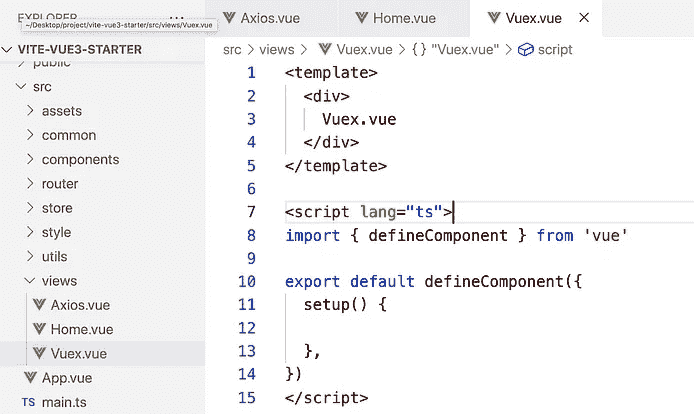 EXPLORER
~/Desktop/project/vite-vue3-starter/src/views/Vuex.vue
VITE-VUE3-STARTER
public
src
assets
common
components
router
store
style
utils
views
Axios.vue
Home.vue
Vuex.vue
App.vue
TS main.ts
Axios.vue
Home.vue
Vuex.vue
src > views > Vuex.vue > {} "Vuex.vue" > script
1 <template>
2 <div>
3 Vuex.vue
4 </div>
5 </template>
6
7 <script lang="ts">
8 import { defineComponent } from 'vue'
9
10 export default defineComponent({
11 setup() {
12
13 },
14 })
15 </script>